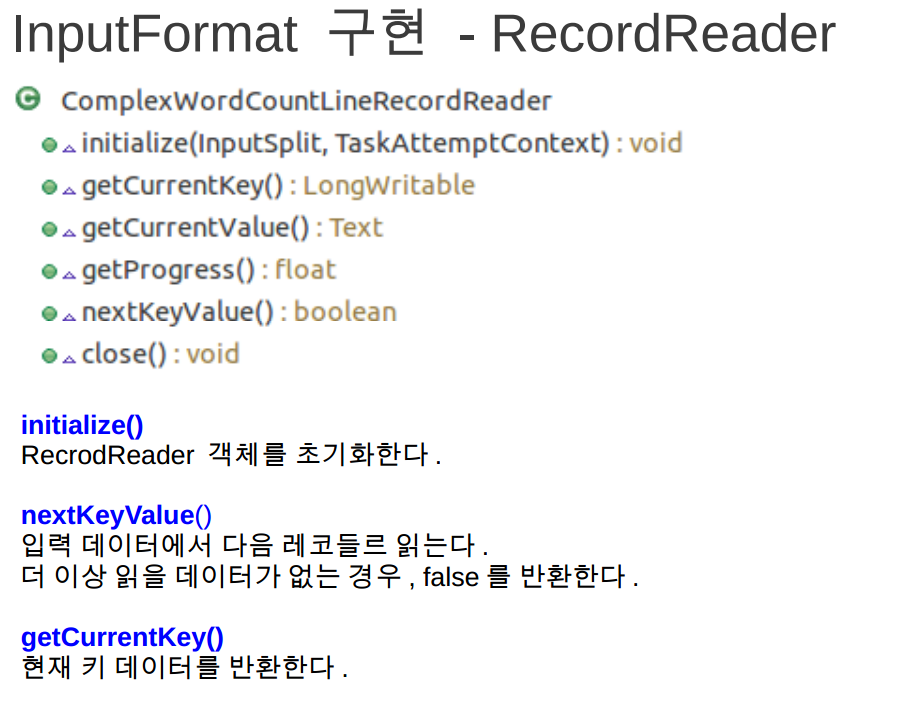 InputFormat 구현 - RecordReader
ComplexWordCountLineRecordReader
initialize(InputSplit, TaskAttemptContext) : void
getCurrentKey() : LongWritable
getCurrentValue() : Text
getProgress() : float
nextKeyValue() : boolean
close() : void
initialize()
RecrodReader 객체를 초기화한다 .
nextKeyValue()
입력 데이터에서 다음 레코들르 읽는다 .
더 이상 읽을 데이터가 없는 경우 , false 를 반환한다 .
getCurrentKey()
현재 키 데이터를 반환한다 .